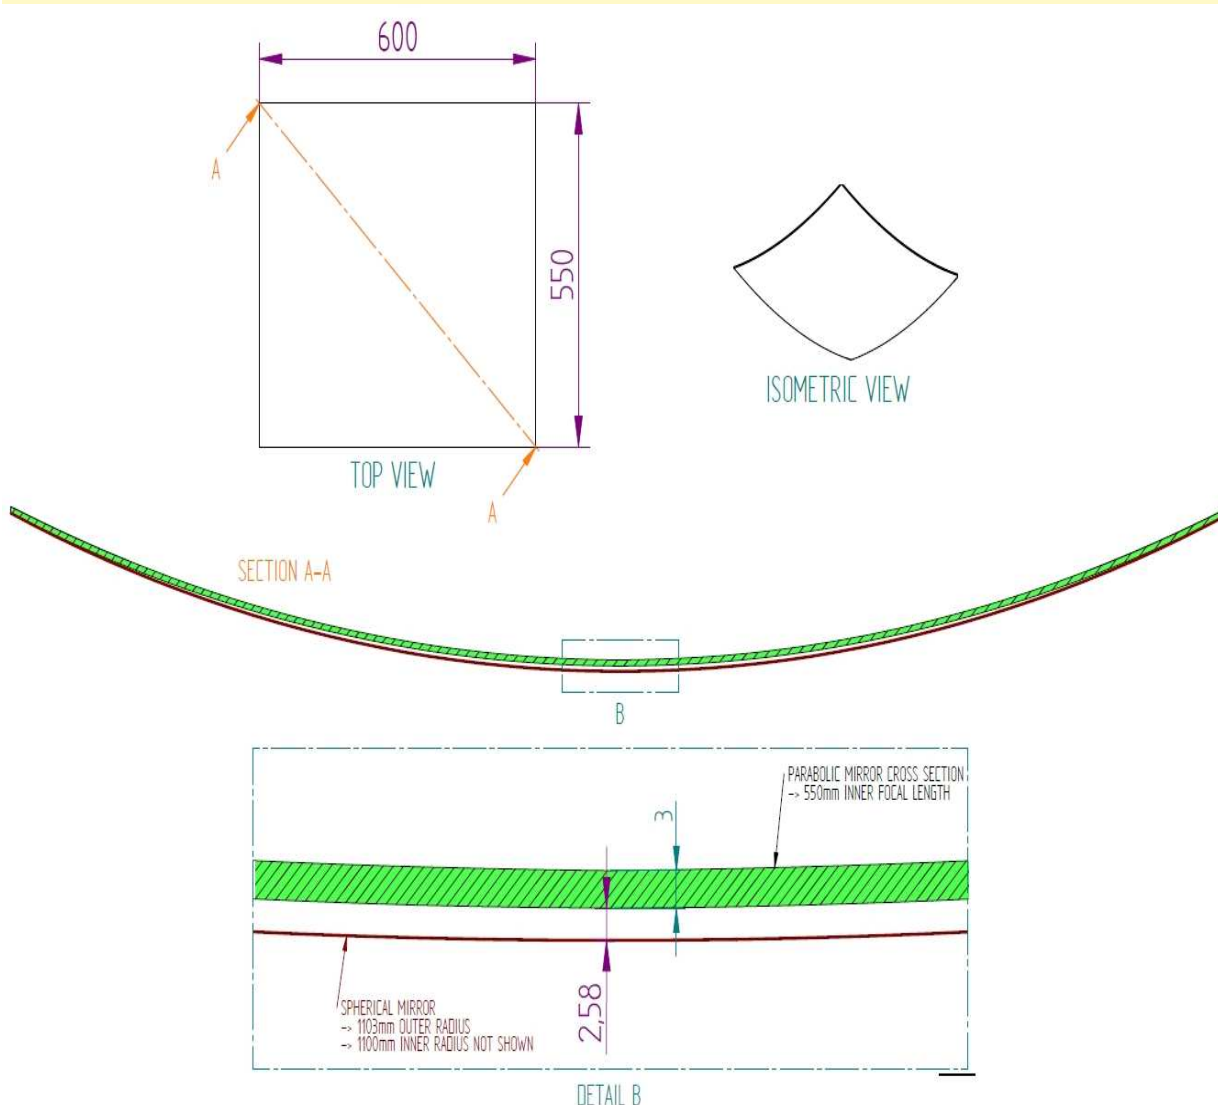 600
A
550
ISOMETRIC VIEW
TOP VIEW
A
SECTION A-A
B
PARABOLIC MIRROR CROSS SECTION
-> 550mm INNER FOCAL LENGTH
3
2,58
SPHERICAL MIRROR
-> 1103mm OUTER RADIUS
-> 1100mm INNER RADIUS NOT SHOWN
DETAIL B